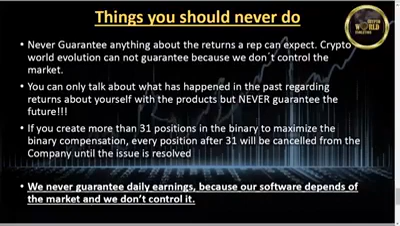 Things you should never do
CRYPTO
WORLD
EVOLUTION
• Never Guarantee anything about the returns a rep can expect. Crypto
world evolution can not guarantee because we don´t control the
market.
• You can only talk about what has happened in the past regarding
returns about yourself with the products but NEVER guarantee the
future!!!
• If you create more than 31 positions in the binary to maximize the
binary compensation, every position after 31 will be cancelled from the
Company until the issue is resolved
• We never guarantee daily earnings, because our software depends of
the market and we don’t control it.